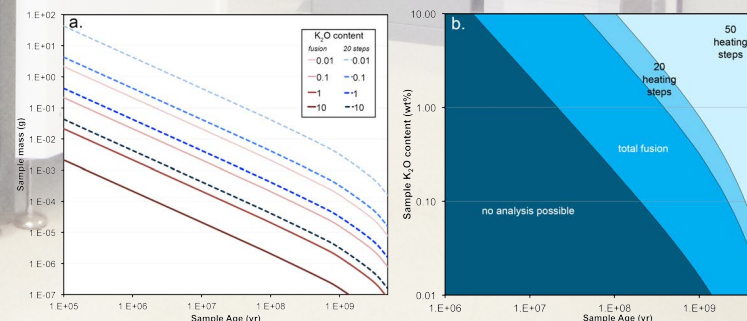 a.
Sample mass (g)
1.E+02
1.E+01
1.E+00
1.E-01
1.E-02
1.E-03
1.E-04
1.E-05
1.E-06
1.E-07
1.E+05
1.E+06
1.E+07
1.E+08
1.E+09
Sample Age (yr)
K2O content
fusion 20 steps
0.01 0.01
0.1 0.1
1 1
10 10
b.
Sample K2O content (wt%)
10.00
1.00
0.10
0.01
50
heating
steps
20
heating
steps
total fusion
no analysis possible
1.E+06
1.E+07
1.E+08
1.E+09
Sample Age (yr)